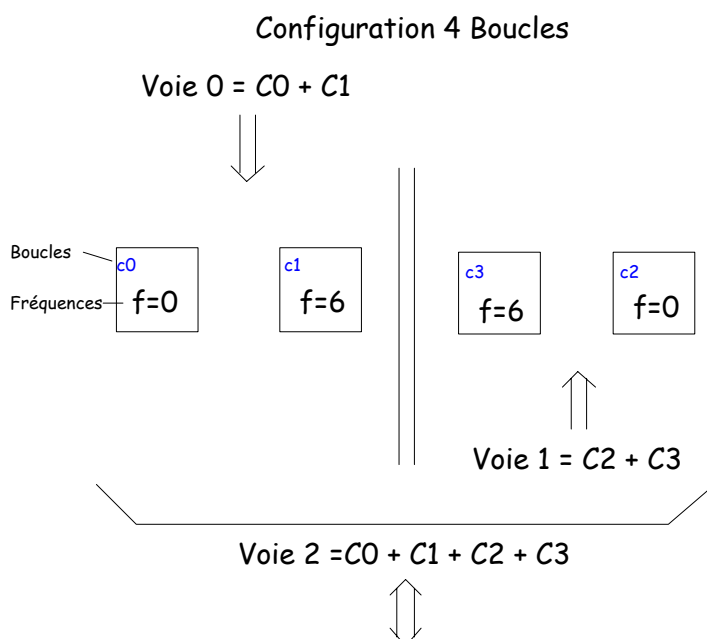 Configuration 4 Boucles
Voie 0 = C0 + C1
Boucles
c0
c1
c3
c2
Fréquences
f=0
f=6
f=6
f=0
Voie 1 = C2 + C3
Voie 2 =C0 + C1 + C2 + C3